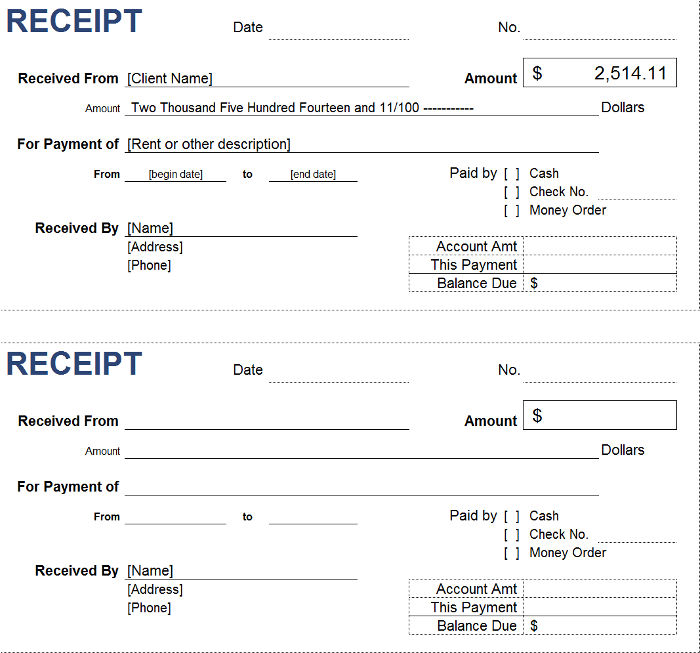 RECEIPT Date No.
Received From [Client Name] Amount $ 2,514.11
Amount Two Thousand Five Hundred Fourteen and 11/100 ----------- Dollars
For Payment of [Rent or other description]
From [begin date] to [end date] Paid by [ ] Cash
[ ] Check No.
[ ] Money Order
Received By [Name]
[Address] Account Amt
[Phone] This Payment
Balance Due $
RECEIPT Date No.
Received From Amount $
Amount Dollars
For Payment of
From to Paid by [ ] Cash
[ ] Check No.
[ ] Money Order
Received By [Name]
[Address] Account Amt
[Phone] This Payment
Balance Due $